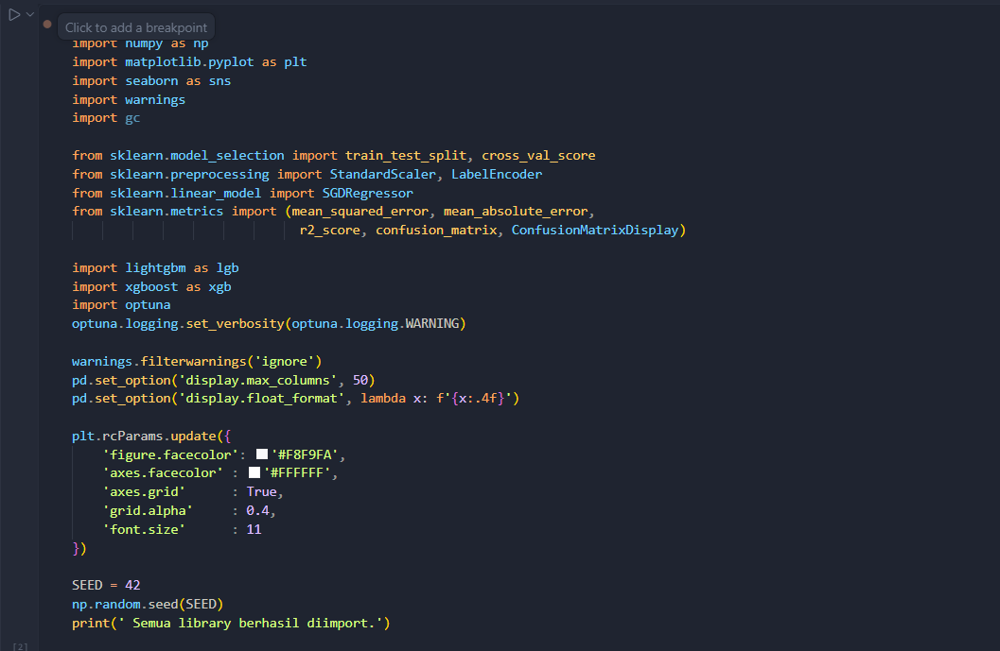 Click to add a breakpoint
import numpy as np
import matplotlib.pyplot as plt
import seaborn as sns
import warnings
import gc
from sklearn.model_selection import train_test_split, cross_val_score
from sklearn.preprocessing import StandardScaler, LabelEncoder
from sklearn.linear_model import SGDRegressor
from sklearn.metrics import (mean_squared_error, mean_absolute_error,
r2_score, confusion_matrix, ConfusionMatrixDisplay)
import lightgbm as lgb
import xgboost as xgb
import optuna
optuna.logging.set_verbosity(optuna.logging.WARNING)
warnings.filterwarnings('ignore')
pd.set_option('display.max_columns', 50)
pd.set_option('display.float_format', lambda x: f'{x:.4f}')
plt.rcParams.update({
'figure.facecolor': '#F8F9FA',
'axes.facecolor' : '#FFFFFF',
'axes.grid' : True,
'grid.alpha' : 0.4,
'font.size' : 11
})
SEED = 42
np.random.seed(SEED)
print(' Semua library berhasil diimport.')
[2]